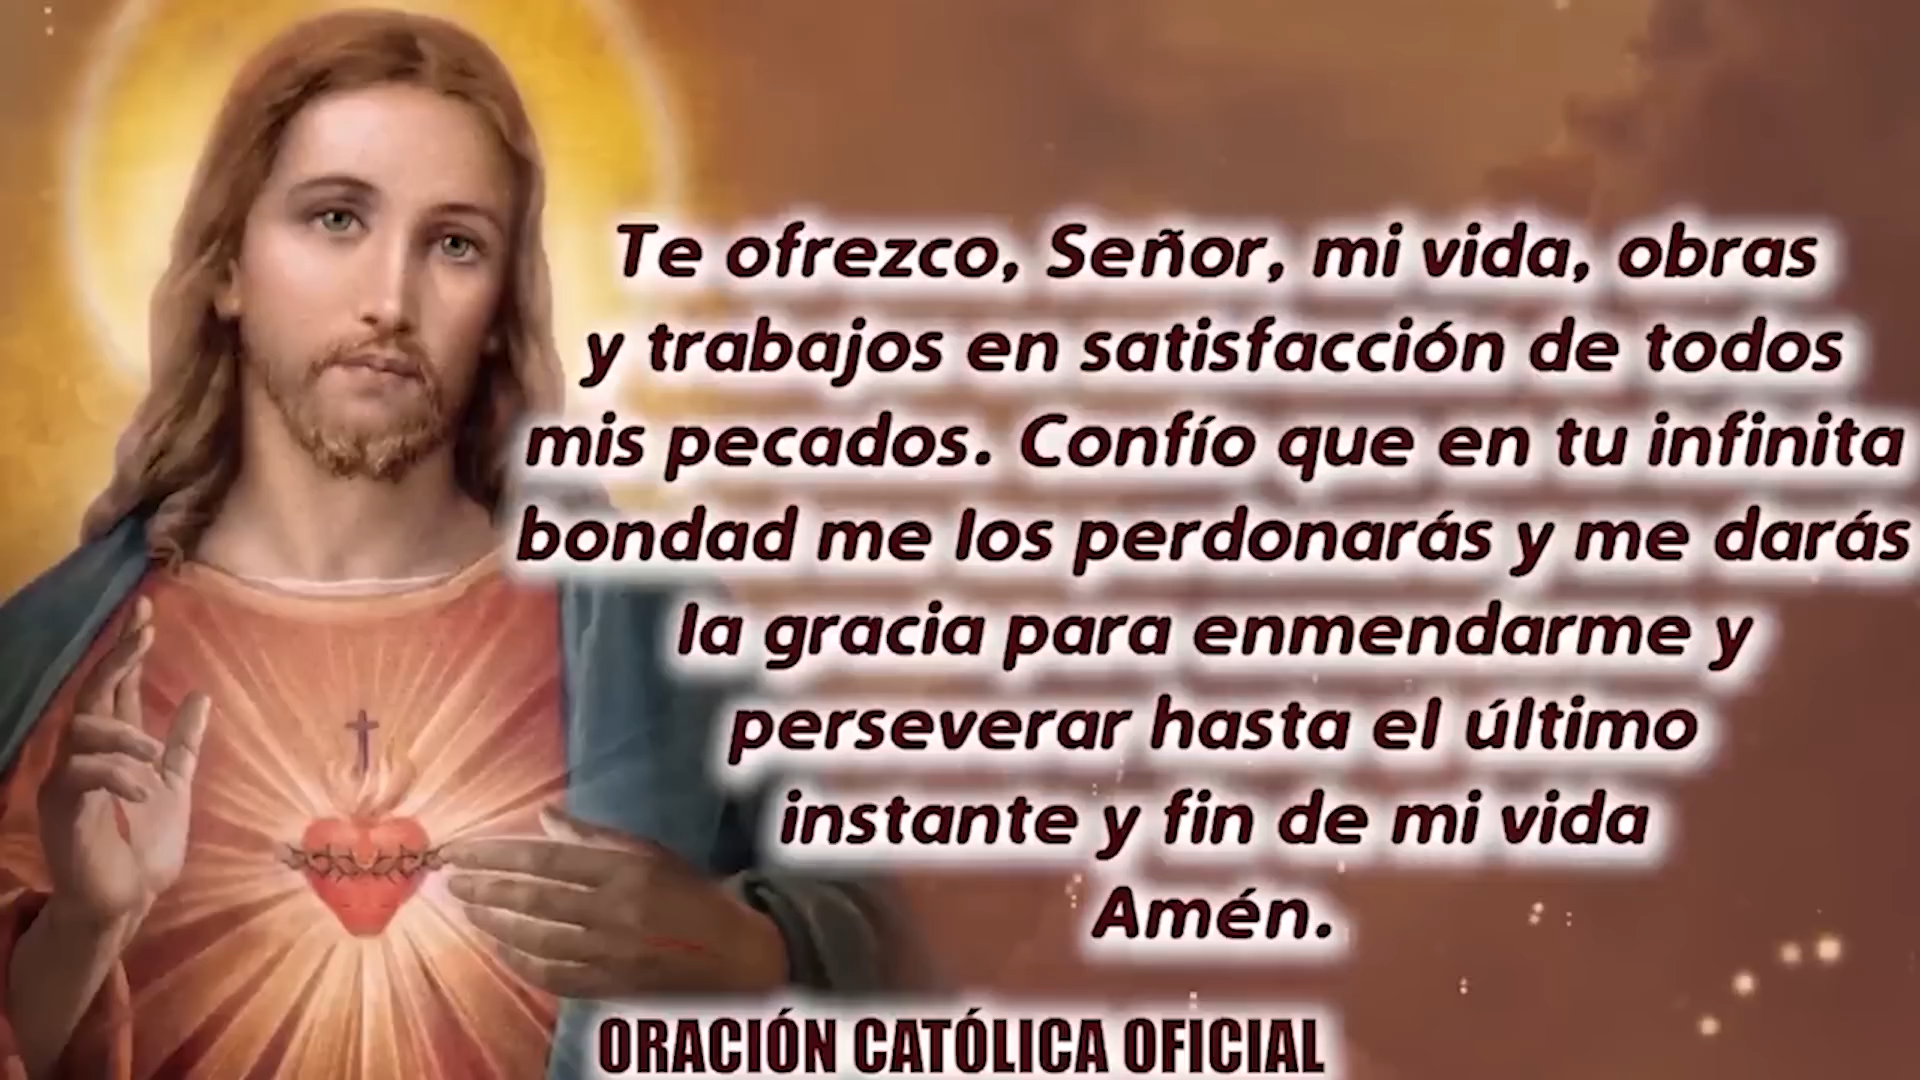 Te ofrezco, Señor, mi vida, obras
y trabajos en satisfacción de todos
mis pecados. Confío que en tu infinita
bondad me los perdonarás y me darás
la gracia para enmendarme y
perseverar hasta el último
instante y fin de mi vida
Amén.
ORACIÓN CATÓLICA OFICIAL